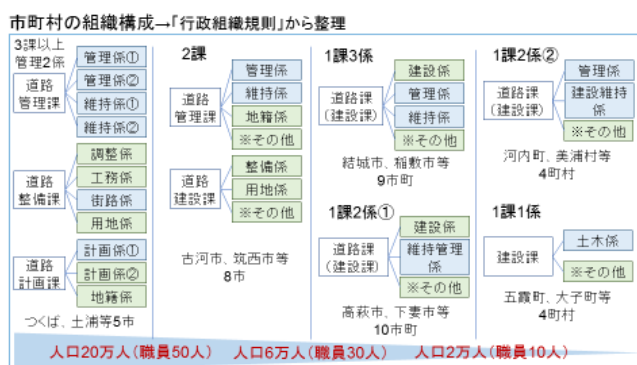 市町村の組織構成→「行政組織規則」から整理
3課以上
管理2係
道路
管理課
管理係①
管理係②
維持係①
維持係②
道路
整備課
調整係
工務係
街路係
用地係
道路
計画課
計画係①
計画係②
地籍係
つくば、土浦等5市
2課
道路
管理課
管理係
維持係
地籍係
※その他
道路
建設課
整備係
用地係
※その他
古河市、筑西市等
8市
1課3係
道路課
(建設課)
建設係
管理係
維持係
※その他
結城市、稲敷市等
9市町
1課2係①
道路課
(建設課)
建設係
維持管理
係
※その他
高萩市、下妻市等
10市町
1課2係②
道路課
(建設課)
管理係
建設維持
係
※その他
河内町、美浦村等
4町村
1課1係
建設課
土木係
※その他
五霞町、大子町等
4町村
人口20万人(職員50人)
人口6万人(職員30人)
人口2万人(職員10人)